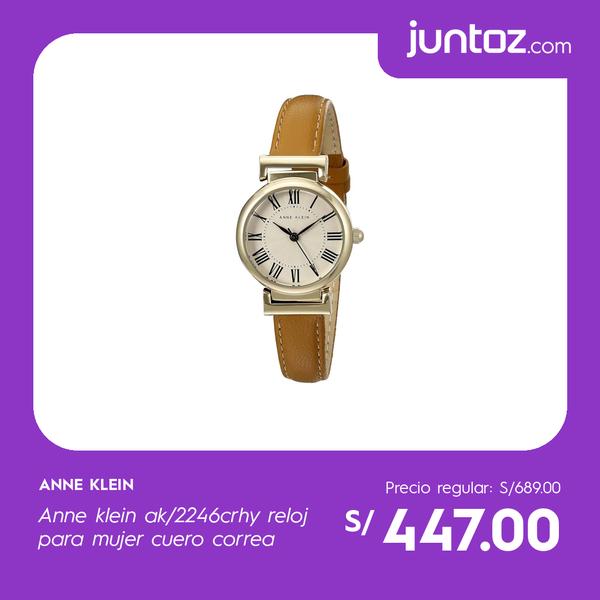 juntoz.com
ANNE KLEIN
ANNE KLEIN
Anne klein ak/2246crhy reloj
para mujer cuero correa
Precio regular: S/689.00
S/ 447.00